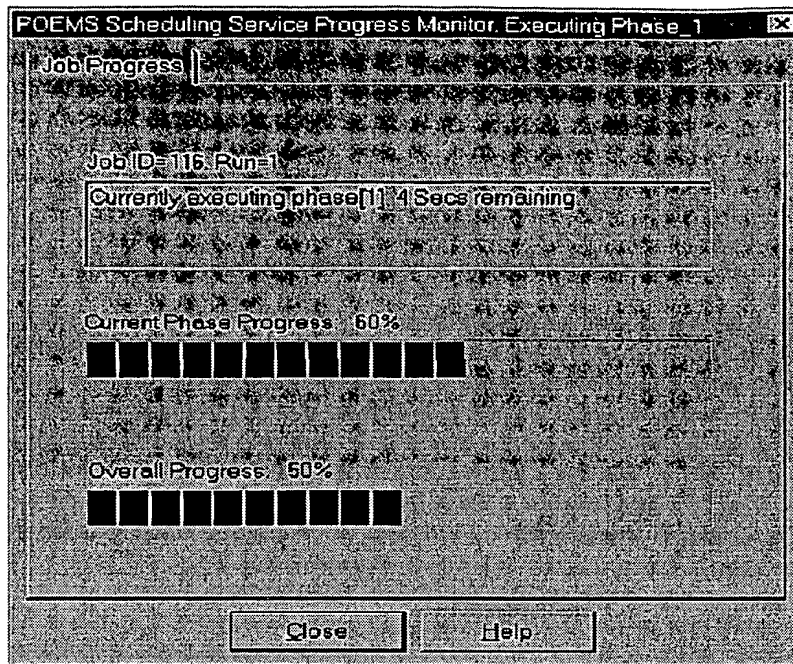 POEMS Scheduling Service Progress Monitor. Executing Phase_1
Job Progress
Job ID=116, Run=1
Currently executing phase[1], 4 Secs remaining.
Current Phase Progress: 60%
Overall Progress: 50%
Close
Help